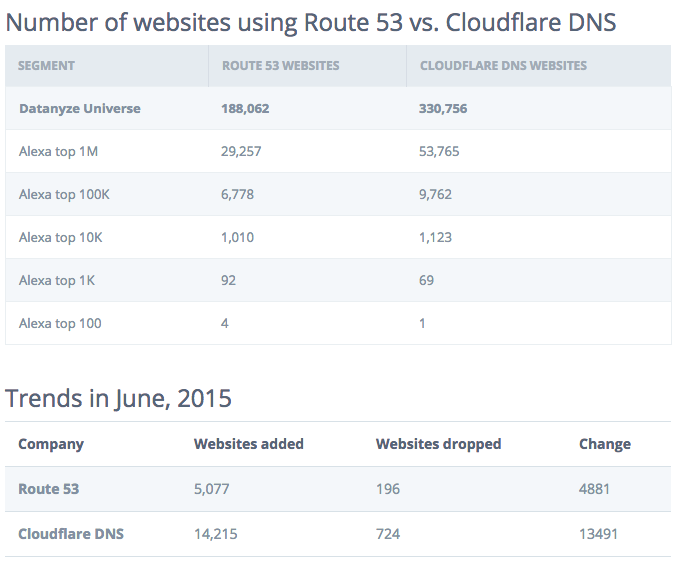 Number of websites using Route 53 vs. Cloudflare DNS
SEGMENT ROUTE 53 WEBSITES CLOUDFLARE DNS WEBSITES
Datanyze Universe 188,062 330,756
Alexa top 1M 29,257 53,765
Alexa top 100K 6,778 9,762
Alexa top 10K 1,010 1,123
Alexa top 1K 92 69
Alexa top 100 4 1
Trends in June, 2015
Company Websites added Websites dropped Change
Route 53 5,077 196 4881
Cloudflare DNS 14,215 724 13491